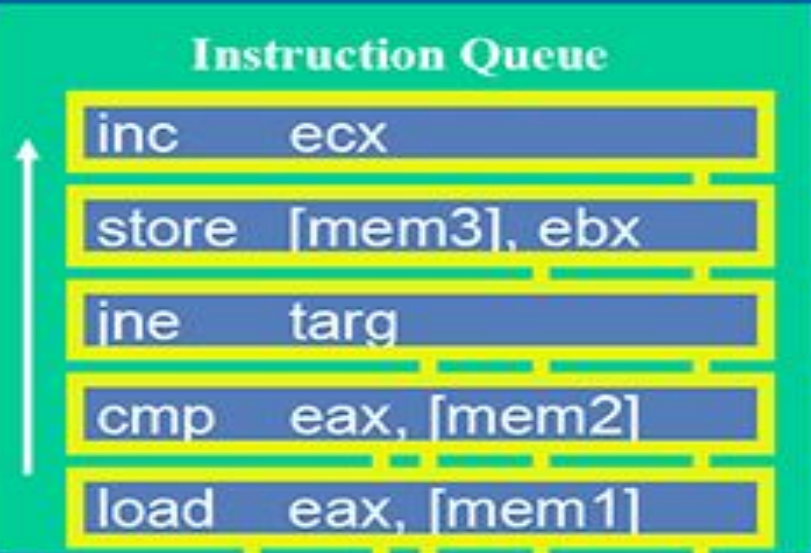 Instruction Queue
inc ecx
store [mem3], ebx
jne targ
cmp eax, [mem2]
load eax, [mem1]